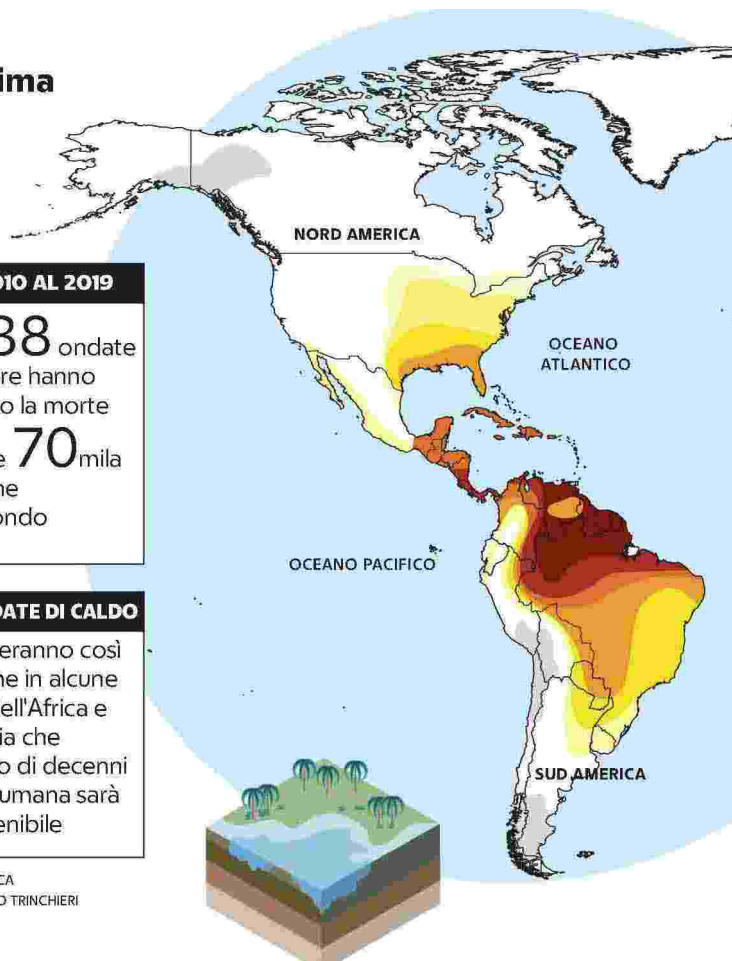 ima
010 AL 2019
38 ondate
re hanno
o la morte
e 70mila
ne
ondo
DATE DI CALDO
eranno così
ne in alcune
ell'Africa e
ia che
o di decenni
umana sarà
enibile
CA
O TRINCHIERI
NORD AMERICA
OCEANO
ATLANTICO
OCEANO PACIFICO
SUD AMERICA